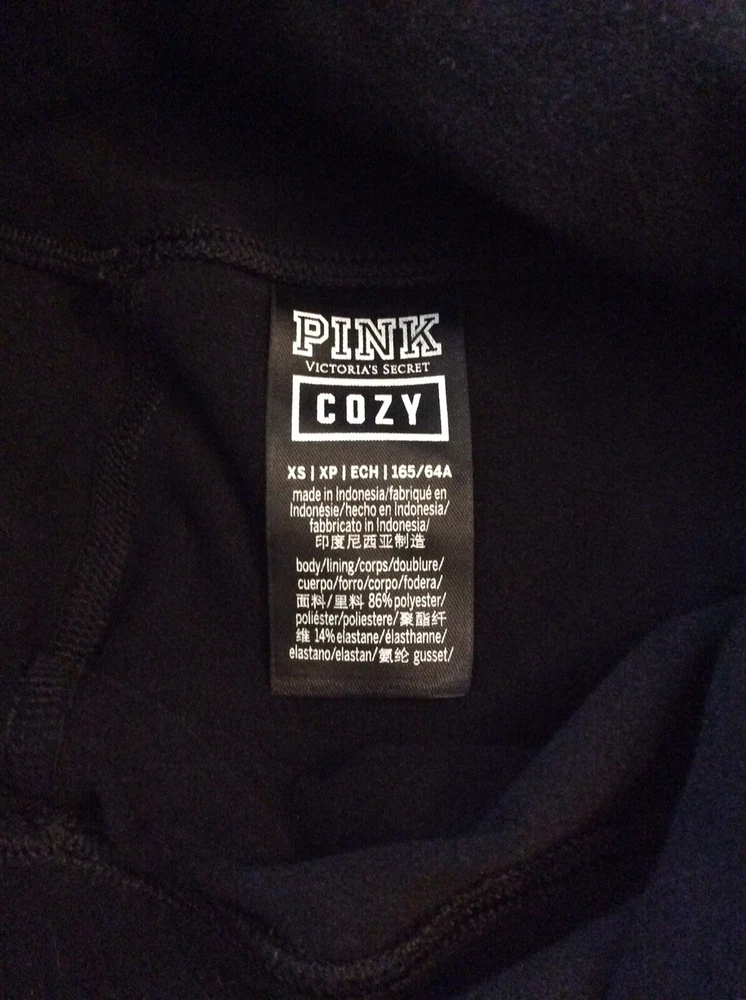 PINK
VICTORIA'S SECRET
COZY
XS | XP | ECH | 165/64A
made in Indonesia/fabriqué en
Indonésie/hecho en Indonesia/
fabbricato in Indonesia/
印度尼西亚制造
body/lining/corps/doublure/
cuerpo/forro/corpo/fodera/
面料/里料 86% polyester/
poliéster/poliestere/聚酯纤
维 14% elastane/élasthanne/
elastano/elastan/氨纶 gusset/